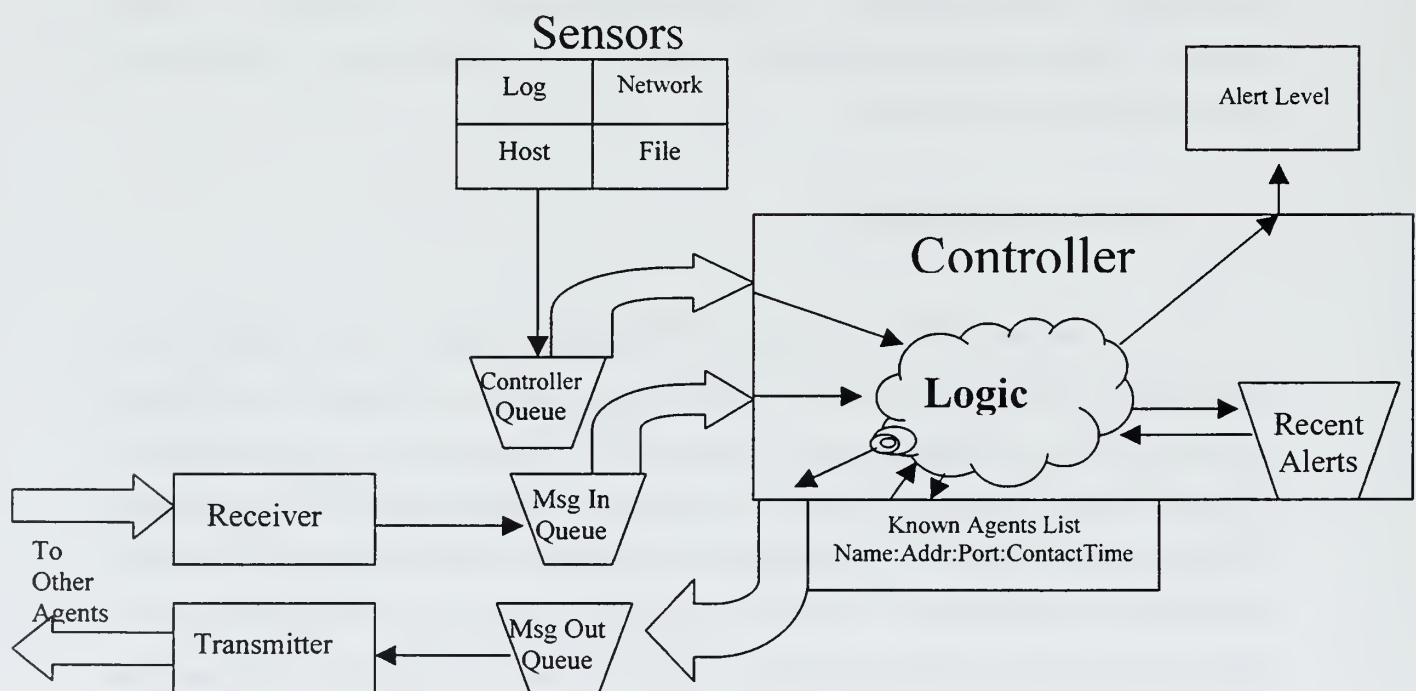 Sensors
Log
Network
Host
File
Alert Level
Controller
Logic
Controller
Queue
Recent
Alerts
Msg In
Queue
Receiver
Known Agents List
Name:Addr:Port:ContactTime
To
Other
Agents
Transmitter
Msg Out
Queue